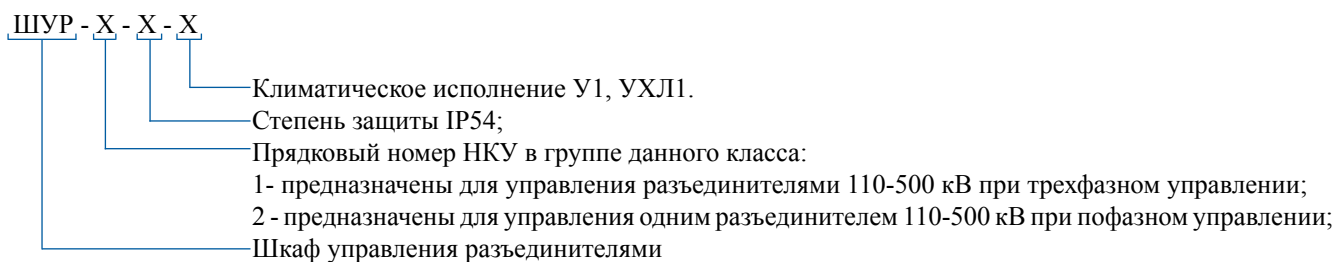 ШУР - Х - Х - Х
Климатическое исполнение У1, УХЛ1.
Степень защиты IP54;
Прядковый номер НКУ в группе данного класса:
1- предназначены для управления разъединителями 110-500 кВ при трехфазном управлении;
2 - предназначены для управления одним разъединителем 110-500 кВ при пофазном управлении;
Шкаф управления разъединителями